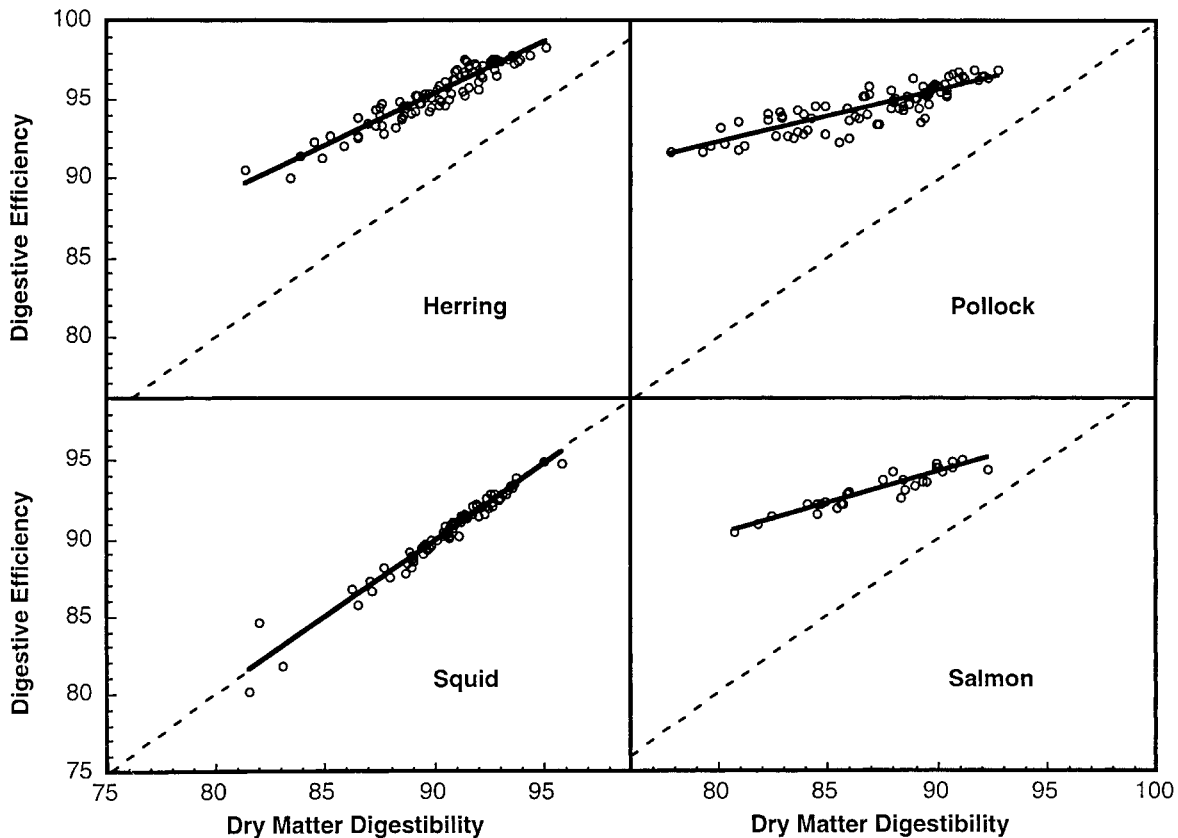 100
95
90
85
80
Digestive Efficiency
Herring
Pollock
95
90
85
80
75
Digestive Efficiency
Squid
Salmon
75 80 85 90 95
80 85 90 95 100
Dry Matter Digestibility
Dry Matter Digestibility